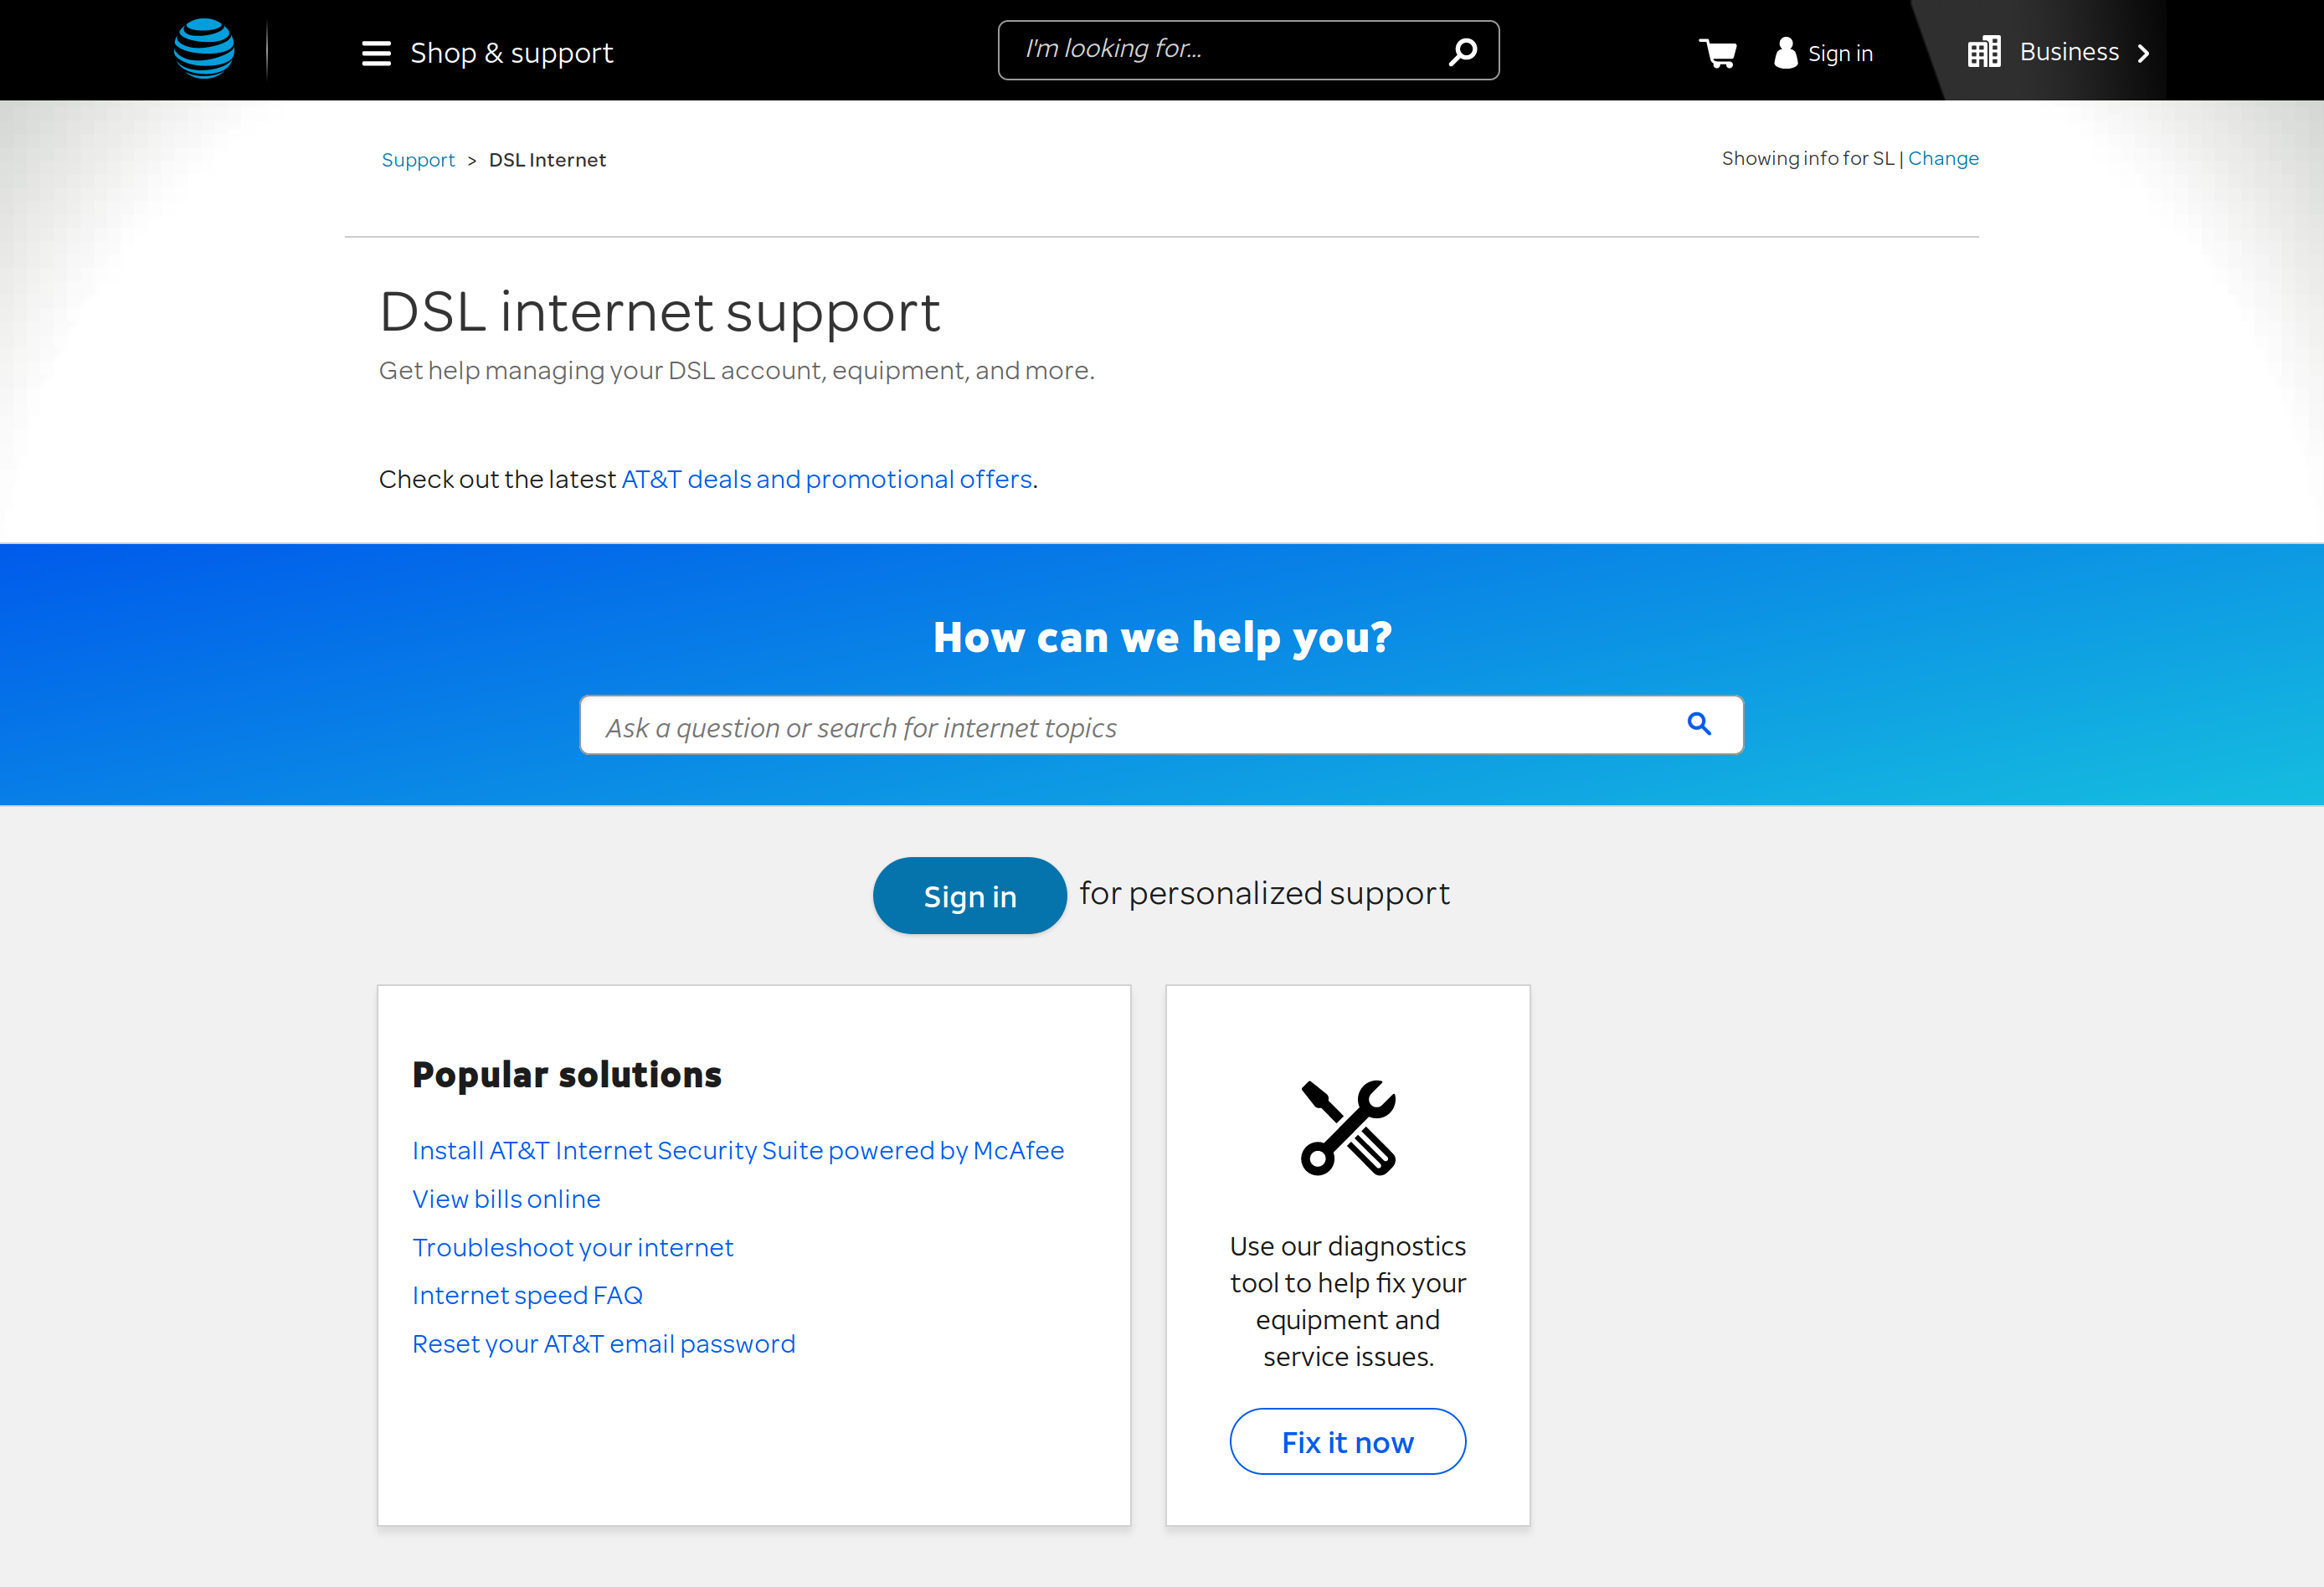 Shop & support
I'm looking for...
Sign in
Business
Support > DSL Internet
Showing info for SL | Change
DSL internet support
Get help managing your DSL account, equipment, and more.
Check out the latest AT&T deals and promotional offers.
How can we help you?
Ask a question or search for internet topics
Sign in for personalized support
Popular solutions
Install AT&T Internet Security Suite powered by McAfee
View bills online
Troubleshoot your internet
Internet speed FAQ
Reset your AT&T email password
Use our diagnostics
tool to help fix your
equipment and
service issues.
Fix it now